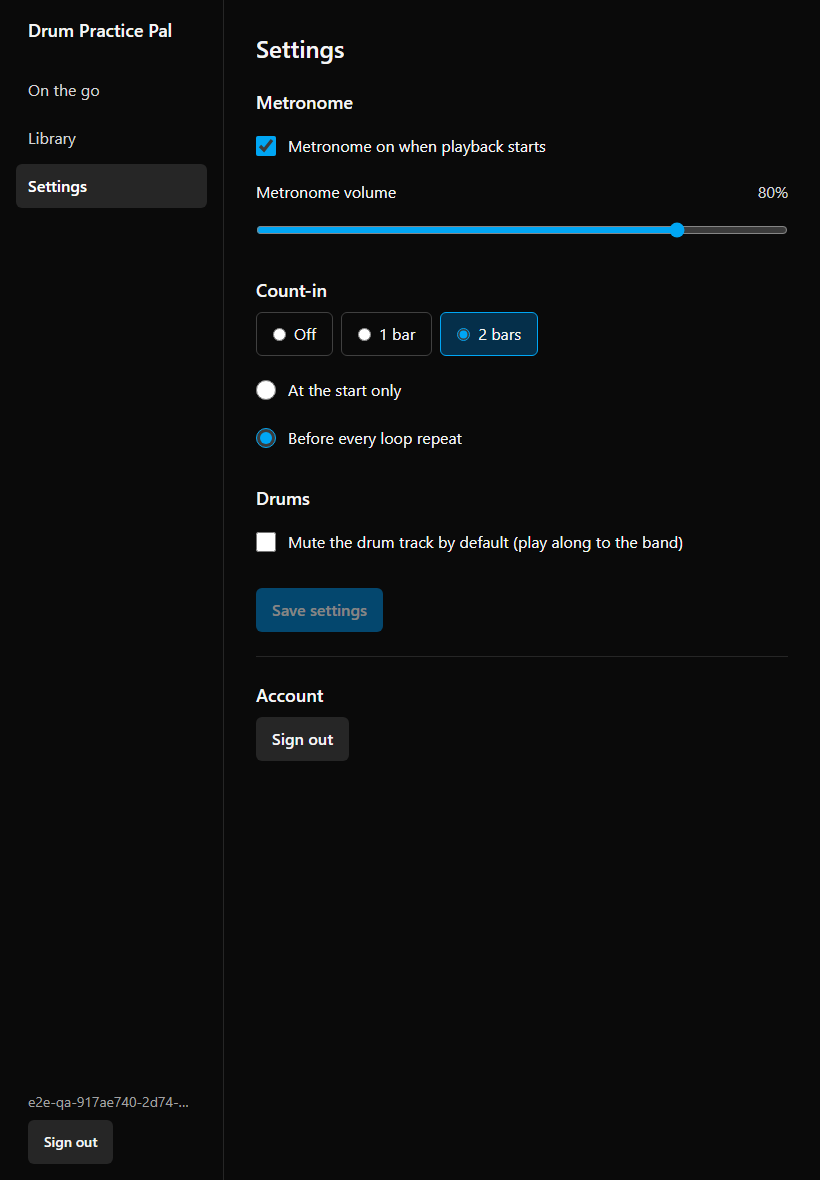 Drum Practice Pal
On the go
Library
Settings
Settings
Metronome
Metronome on when playback starts
Metronome volume 80%
Count-in
Off 1 bar 2 bars
At the start only
Before every loop repeat
Drums
Mute the drum track by default (play along to the band)
Save settings
Account
Sign out
e2e-qa-917ae740-2d74-...
Sign out